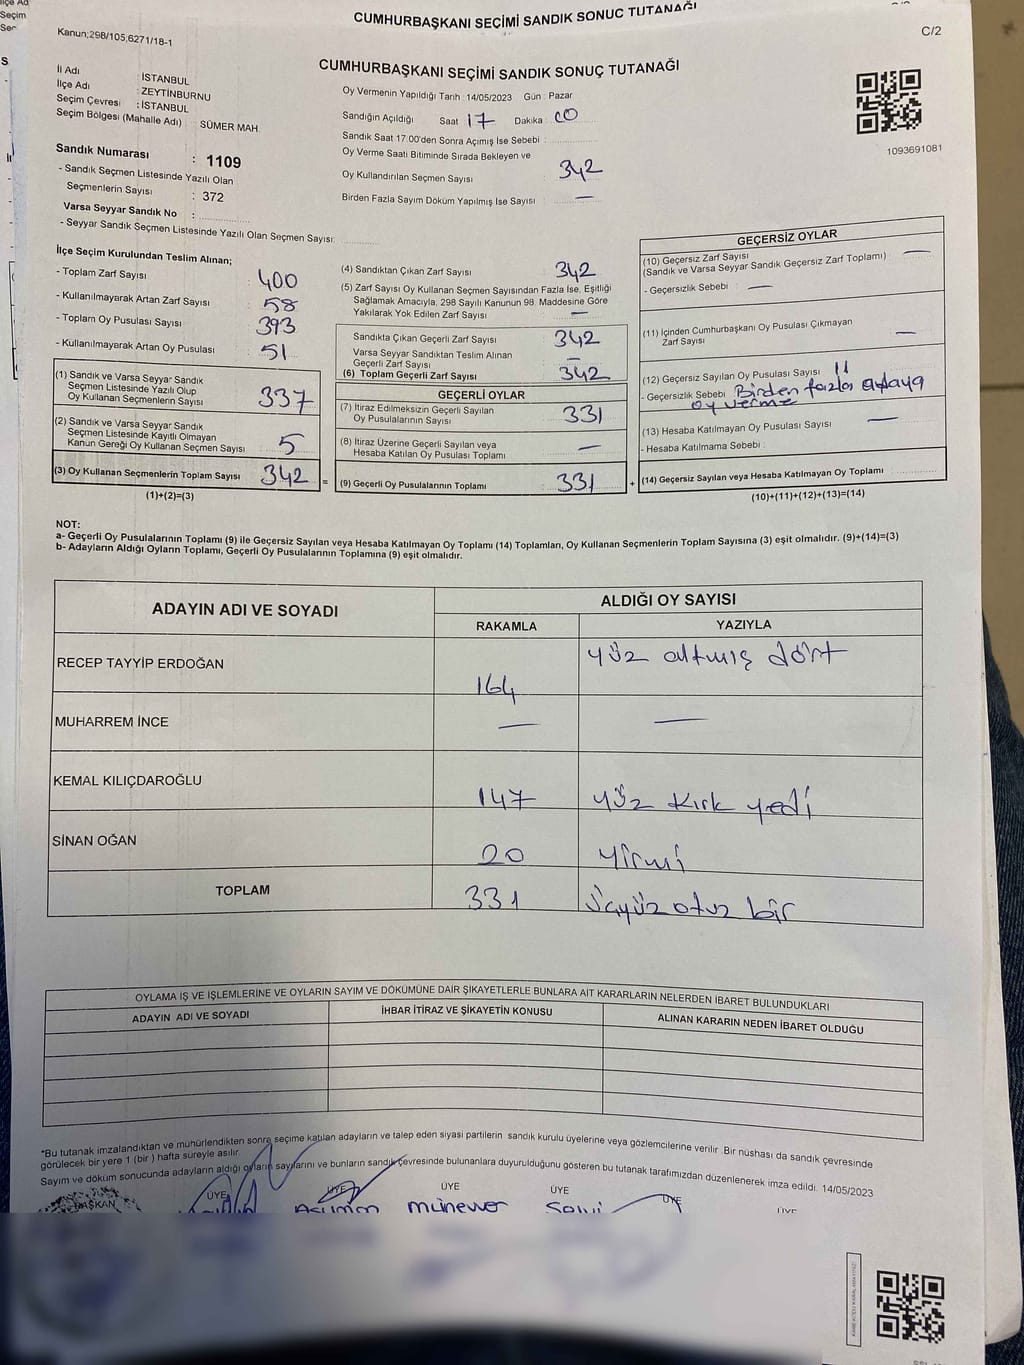 CUMHURBAŞKANI SEÇİMİ SANDIK SONUÇ TUTANAĞI
Kanun;298/105,6271/18-1
C/2
CUMHURBAŞKANI SEÇİMİ SANDIK SONUÇ TUTANAĞI
İl Adı : İSTANBUL
İlçe Adı : ZEYTİNBURNU
Seçim Çevresi : İSTANBUL
Seçim Bölgesi (Mahalle Adı) : SÜMER MAH.
Sandık Numarası : 1109
- Sandık Seçmen Listesinde Yazılı Olan
Seçmenlerin Sayısı : 372
Varsa Seyyar Sandık No :
- Seyyar Sandık Seçmen Listesinde Yazılı Olan Seçmen Sayısı:
Oy Vermenin Yapıldığı Tarih : 14/05/2023 Gün : Pazar
Sandığın Açıldığı Saat 17 Dakika 00
Sandık Saat 17:00'den Sonra Açımış İse Sebebi :
Oy Verme Saati Bitiminde Sırada Bekleyen ve
Oy Kullandırılan Seçmen Sayısı : 342
Birden Fazla Sayım Döküm Yapılmış İse Sayısı —
1093691081
İlçe Seçim Kurulundan Teslim Alınan;
- Toplam Zarf Sayısı : 400
- Kullanılmayarak Artan Zarf Sayısı : 58
- Toplam Oy Pusulası Sayısı : 393
- Kullanılmayarak Artan Oy Pusulası : 51
(1) Sandık ve Varsa Seyyar Sandık
Seçmen Listesinde Yazılı Olup
Oy Kullanan Seçmenlerin Sayısı : 337
(2) Sandık ve Varsa Seyyar Sandık
Seçmen Listesinde Kayıtlı Olmayan
Kanun Gereği Oy Kullanan Seçmen Sayısı : 5
(3) Oy Kullanan Seçmenlerin Toplam Sayısı 342 =
(1)+(2)=(3)
(4) Sandıktan Çıkan Zarf Sayısı : 342
(5) Zarf Sayısı Oy Kullanan Seçmen Sayısından Fazla İse, Eşitliği
Sağlamak Amacıyla, 298 Sayılı Kanunun 98. Maddesine Göre
Yakılarak Yok Edilen Zarf Sayısı : —
Sandıkta Çıkan Geçerli Zarf Sayısı : 342
Varsa Seyyar Sandıktan Teslim Alınan
Geçerli Zarf Sayısı : —
(6) Toplam Geçerli Zarf Sayısı : 342
GEÇERLİ OYLAR
(7) İtiraz Edilmeksizin Geçerli Sayılan
Oy Pusulalarının Sayısı : 331
(8) İtiraz Üzerine Geçerli Sayılan veya
Hesaba Katılan Oy Pusulası Toplamı : —
(9) Geçerli Oy Pusulalarının Toplamı : 331 +
GEÇERSİZ OYLAR
(10) Geçersiz Zarf Sayısı —
(Sandık ve Varsa Seyyar Sandık Geçersiz Zarf Toplamı)
- Geçersizlik Sebebi : —
(11) İçinden Cumhurbaşkanı Oy Pusulası Çıkmayan
Zarf Sayısı : —
(12) Geçersiz Sayılan Oy Pusulası Sayısı 11
- Geçersizlik Sebebi Birden fazla adaya
oy verme
(13) Hesaba Katılmayan Oy Pusulası Sayısı —
- Hesaba Katılmama Sebebi :
(14) Geçersiz Sayılan veya Hesaba Katılmayan Oy Toplamı
(10)+(11)+(12)+(13)=(14)
NOT:
a- Geçerli Oy Pusulalarının Toplamı (9) ile Geçersiz Sayılan veya Hesaba Katılmayan Oy Toplamı (14) Toplamları, Oy Kullanan Seçmenlerin Toplam Sayısına (3) eşit olmalıdır. (9)+(14)=(3)
b- Adayların Aldığı Oyların Toplamı, Geçerli Oy Pusulalarının Toplamına (9) eşit olmalıdır.
ADAYIN ADI VE SOYADI
ALDIĞI OY SAYISI
RAKAMLA YAZIYLA
RECEP TAYYİP ERDOĞAN 164 yüz altmış dört
MUHARREM İNCE — —
KEMAL KILIÇDAROĞLU 147 yüz kırk yedi
SİNAN OĞAN 20 yirmi
TOPLAM 331 üçyüz otuz bir
OYLAMA İŞ VE İŞLEMLERİNE VE OYLARIN SAYIM VE DÖKÜMÜNE DAİR ŞİKAYETLERLE BUNLARA AİT KARARLARIN NELERDEN İBARET BULUNDUKLARI
ADAYIN ADI VE SOYADI İHBAR İTİRAZ VE ŞİKAYETİN KONUSU ALINAN KARARIN NEDEN İBARET OLDUĞU
*Bu tutanak imzalandıktan ve mühürlendikten sonra seçime katılan adayların ve talep eden siyasi partilerin sandık kurulu üyelerine veya gözlemcilerine verilir .Bir nüshası da sandık çevresinde
görülecek bir yere 1 (bir ) hafta süreyle asılır
Sayım ve döküm sonucunda adayların aldığı oyların sayılarını ve bunların sandık çevresinde bulunanlara duyurulduğunu gösteren bu tutanak tarafımızdan düzenlenerek imza edildi. 14/05/2023
BAŞKAN ÜYE ÜYE ÜYE ÜYE ÜYE ÜYE
münevver